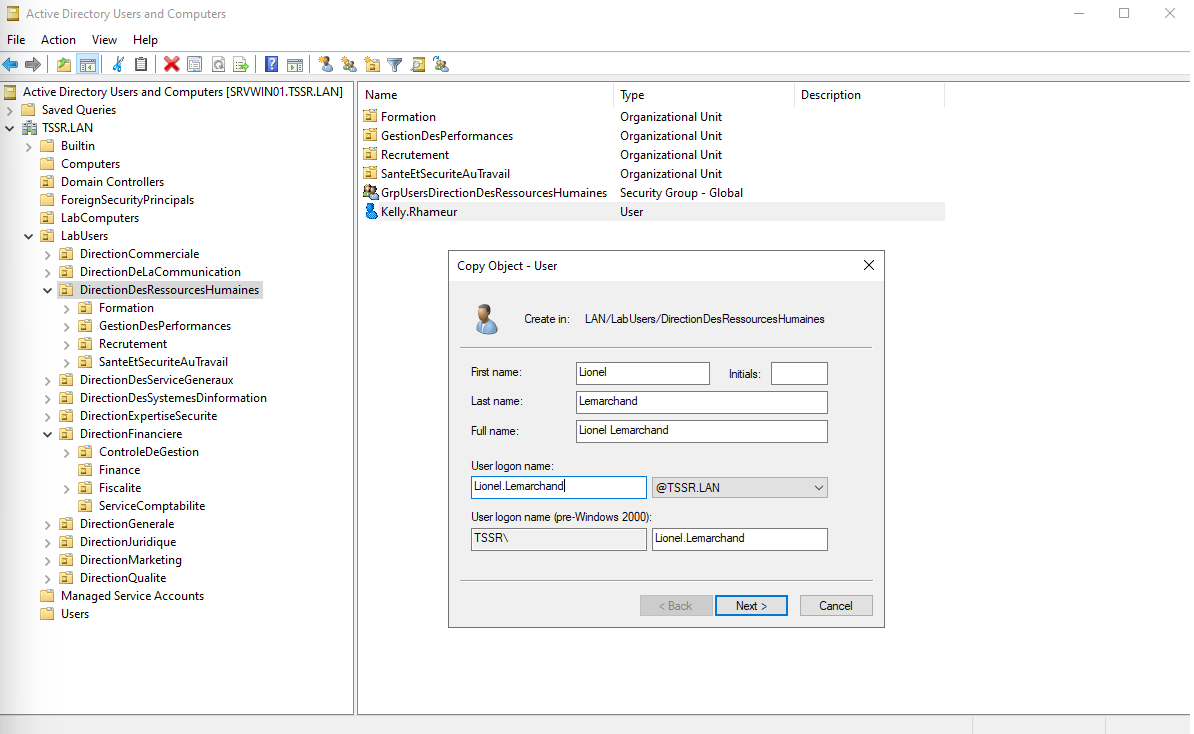 Active Directory Users and Computers
File Action View Help
Active Directory Users and Computers [SRVWIN01.TSSR.LAN]
Saved Queries
TSSR.LAN
Builtin
Computers
Domain Controllers
ForeignSecurityPrincipals
LabComputers
LabUsers
DirectionCommerciale
DirectionDeLaCommunication
DirectionDesRessourcesHumaines
Formation
GestionDesPerformances
Recrutement
SanteEtSecuriteAuTravail
DirectionDesServiceGeneraux
DirectionDesSystemesDinformation
DirectionExpertiseSecurite
DirectionFinanciere
ControleDeGestion
Finance
Fiscalite
ServiceComptabilite
DirectionGenerale
DirectionJuridique
DirectionMarketing
DirectionQualite
Managed Service Accounts
Users
Name Type Description
Formation Organizational Unit
GestionDesPerformances Organizational Unit
Recrutement Organizational Unit
SanteEtSecuriteAuTravail Organizational Unit
GrpUsersDirectionDesRessourcesHumaines Security Group - Global
Kelly.Rhameur User
Copy Object - User
Create in: LAN/LabUsers/DirectionDesRessourcesHumaines
First name: Lionel Initials:
Last name: Lemarchand
Full name: Lionel Lemarchand
User logon name:
Lionel.Lemarchand @TSSR.LAN
User logon name (pre-Windows 2000):
TSSR\ Lionel.Lemarchand
< Back Next > Cancel